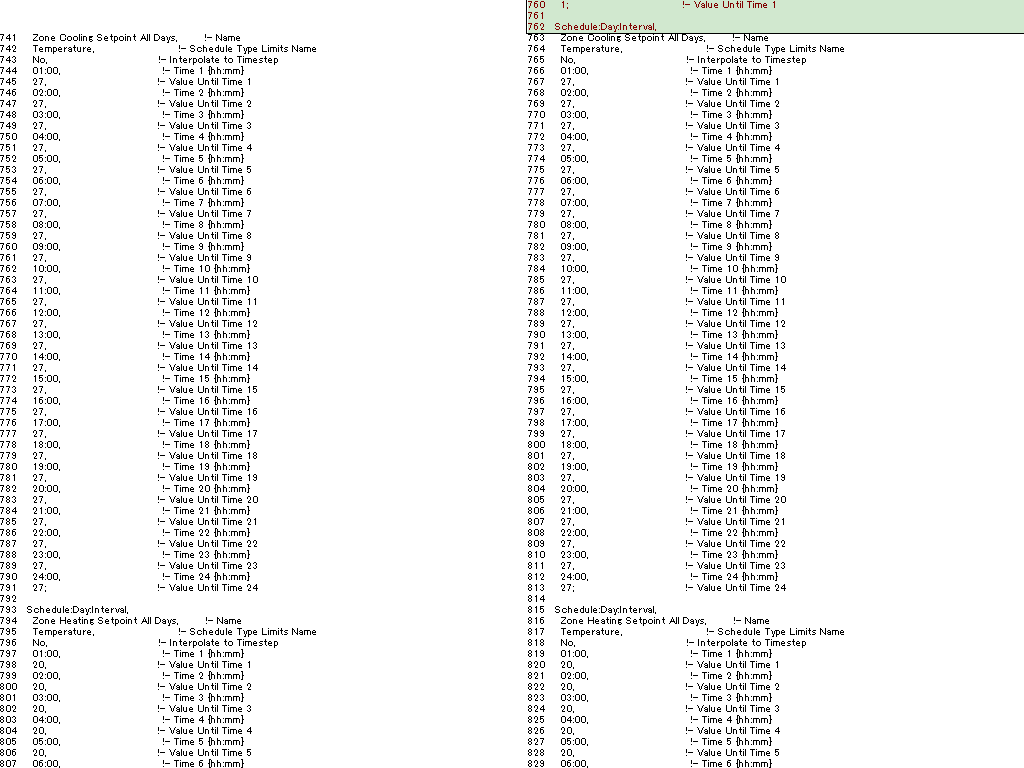 760 1; !- Value Until Time 1
761
762 Schedule:Day:Interval,
741 Zone Cooling Setpoint All Days, !- Name
742 Temperature, !- Schedule Type Limits Name
743 No, !- Interpolate to Timestep
744 01:00, !- Time 1 {hh:mm}
745 27, !- Value Until Time 1
746 02:00, !- Time 2 {hh:mm}
747 27, !- Value Until Time 2
748 03:00, !- Time 3 {hh:mm}
749 27, !- Value Until Time 3
750 04:00, !- Time 4 {hh:mm}
751 27, !- Value Until Time 4
752 05:00, !- Time 5 {hh:mm}
753 27, !- Value Until Time 5
754 06:00, !- Time 6 {hh:mm}
755 27, !- Value Until Time 6
756 07:00, !- Time 7 {hh:mm}
757 27, !- Value Until Time 7
758 08:00, !- Time 8 {hh:mm}
759 27, !- Value Until Time 8
760 09:00, !- Time 9 {hh:mm}
761 27, !- Value Until Time 9
762 10:00, !- Time 10 {hh:mm}
763 27, !- Value Until Time 10
764 11:00, !- Time 11 {hh:mm}
765 27, !- Value Until Time 11
766 12:00, !- Time 12 {hh:mm}
767 27, !- Value Until Time 12
768 13:00, !- Time 13 {hh:mm}
769 27, !- Value Until Time 13
770 14:00, !- Time 14 {hh:mm}
771 27, !- Value Until Time 14
772 15:00, !- Time 15 {hh:mm}
773 27, !- Value Until Time 15
774 16:00, !- Time 16 {hh:mm}
775 27, !- Value Until Time 16
776 17:00, !- Time 17 {hh:mm}
777 27, !- Value Until Time 17
778 18:00, !- Time 18 {hh:mm}
779 27, !- Value Until Time 18
780 19:00, !- Time 19 {hh:mm}
781 27, !- Value Until Time 19
782 20:00, !- Time 20 {hh:mm}
783 27, !- Value Until Time 20
784 21:00, !- Time 21 {hh:mm}
785 27, !- Value Until Time 21
786 22:00, !- Time 22 {hh:mm}
787 27, !- Value Until Time 22
788 23:00, !- Time 23 {hh:mm}
789 27, !- Value Until Time 23
790 24:00, !- Time 24 {hh:mm}
791 27; !- Value Until Time 24
792
793 Schedule:Day:Interval,
794 Zone Heating Setpoint All Days, !- Name
795 Temperature, !- Schedule Type Limits Name
796 No, !- Interpolate to Timestep
797 01:00, !- Time 1 {hh:mm}
798 20, !- Value Until Time 1
799 02:00, !- Time 2 {hh:mm}
800 20, !- Value Until Time 2
801 03:00, !- Time 3 {hh:mm}
802 20, !- Value Until Time 3
803 04:00, !- Time 4 {hh:mm}
804 20, !- Value Until Time 4
805 05:00, !- Time 5 {hh:mm}
806 20, !- Value Until Time 5
807 06:00, !- Time 6 {hh:mm}
763 Zone Cooling Setpoint All Days, !- Name
764 Temperature, !- Schedule Type Limits Name
765 No, !- Interpolate to Timestep
766 01:00, !- Time 1 {hh:mm}
767 27, !- Value Until Time 1
768 02:00, !- Time 2 {hh:mm}
769 27, !- Value Until Time 2
770 03:00, !- Time 3 {hh:mm}
771 27, !- Value Until Time 3
772 04:00, !- Time 4 {hh:mm}
773 27, !- Value Until Time 4
774 05:00, !- Time 5 {hh:mm}
775 27, !- Value Until Time 5
776 06:00, !- Time 6 {hh:mm}
777 27, !- Value Until Time 6
778 07:00, !- Time 7 {hh:mm}
779 27, !- Value Until Time 7
780 08:00, !- Time 8 {hh:mm}
781 27, !- Value Until Time 8
782 09:00, !- Time 9 {hh:mm}
783 27, !- Value Until Time 9
784 10:00, !- Time 10 {hh:mm}
785 27, !- Value Until Time 10
786 11:00, !- Time 11 {hh:mm}
787 27, !- Value Until Time 11
788 12:00, !- Time 12 {hh:mm}
789 27, !- Value Until Time 12
790 13:00, !- Time 13 {hh:mm}
791 27, !- Value Until Time 13
792 14:00, !- Time 14 {hh:mm}
793 27, !- Value Until Time 14
794 15:00, !- Time 15 {hh:mm}
795 27, !- Value Until Time 15
796 16:00, !- Time 16 {hh:mm}
797 27, !- Value Until Time 16
798 17:00, !- Time 17 {hh:mm}
799 27, !- Value Until Time 17
800 18:00, !- Time 18 {hh:mm}
801 27, !- Value Until Time 18
802 19:00, !- Time 19 {hh:mm}
803 27, !- Value Until Time 19
804 20:00, !- Time 20 {hh:mm}
805 27, !- Value Until Time 20
806 21:00, !- Time 21 {hh:mm}
807 27, !- Value Until Time 21
808 22:00, !- Time 22 {hh:mm}
809 27, !- Value Until Time 22
810 23:00, !- Time 23 {hh:mm}
811 27, !- Value Until Time 23
812 24:00, !- Time 24 {hh:mm}
813 27; !- Value Until Time 24
814
815 Schedule:Day:Interval,
816 Zone Heating Setpoint All Days, !- Name
817 Temperature, !- Schedule Type Limits Name
818 No, !- Interpolate to Timestep
819 01:00, !- Time 1 {hh:mm}
820 20, !- Value Until Time 1
821 02:00, !- Time 2 {hh:mm}
822 20, !- Value Until Time 2
823 03:00, !- Time 3 {hh:mm}
824 20, !- Value Until Time 3
825 04:00, !- Time 4 {hh:mm}
826 20, !- Value Until Time 4
827 05:00, !- Time 5 {hh:mm}
828 20, !- Value Until Time 5
829 06:00, !- Time 6 {hh:mm}